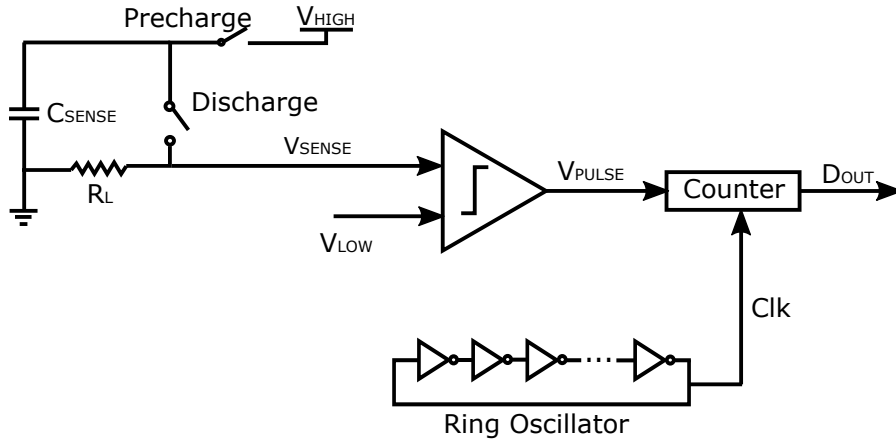 Precharge
VHIGH
Discharge
CSENSE
VSENSE
RL
VLOW
VPULSE
Counter
DOUT
Clk
Ring Oscillator